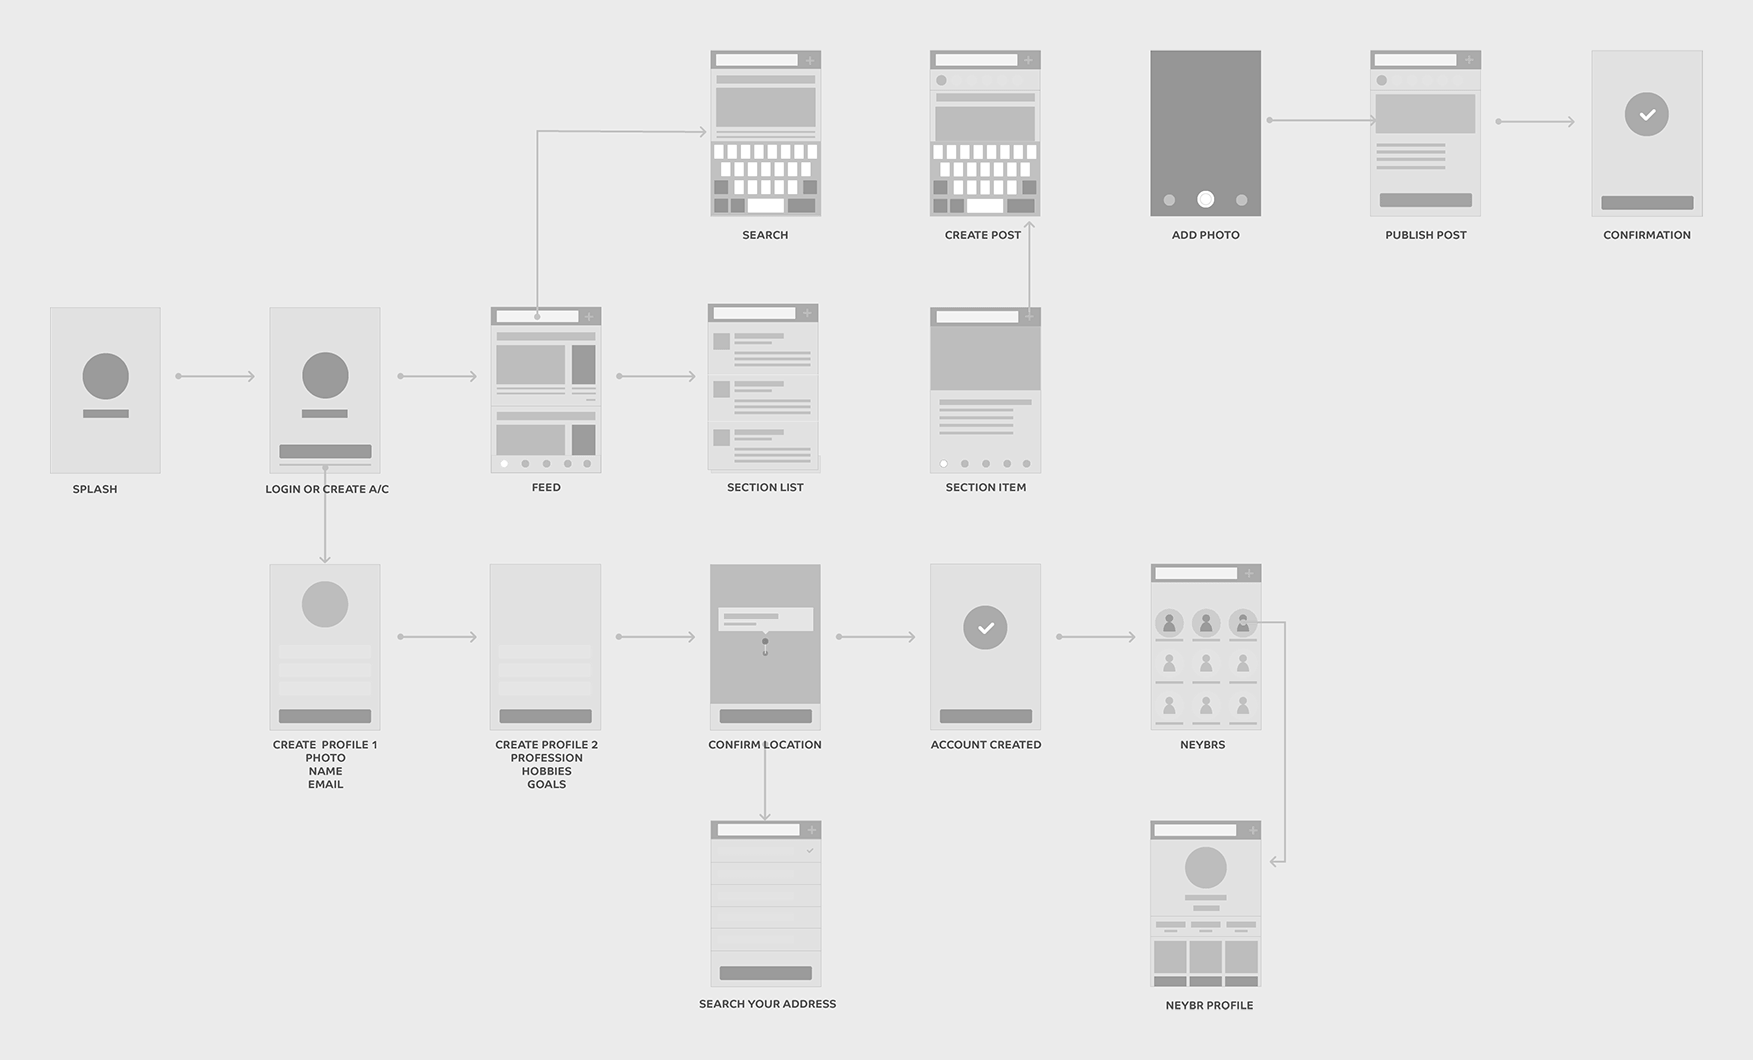 SEARCH
CREATE POST
ADD PHOTO
PUBLISH POST
CONFIRMATION
SPLASH
LOGIN OR CREATE A/C
FEED
SECTION LIST
SECTION ITEM
CREATE PROFILE 1
PHOTO
NAME
EMAIL
CREATE PROFILE 2
PROFESSION
HOBBIES
GOALS
CONFIRM LOCATION
ACCOUNT CREATED
NEYBRS
SEARCH YOUR ADDRESS
NEYBR PROFILE